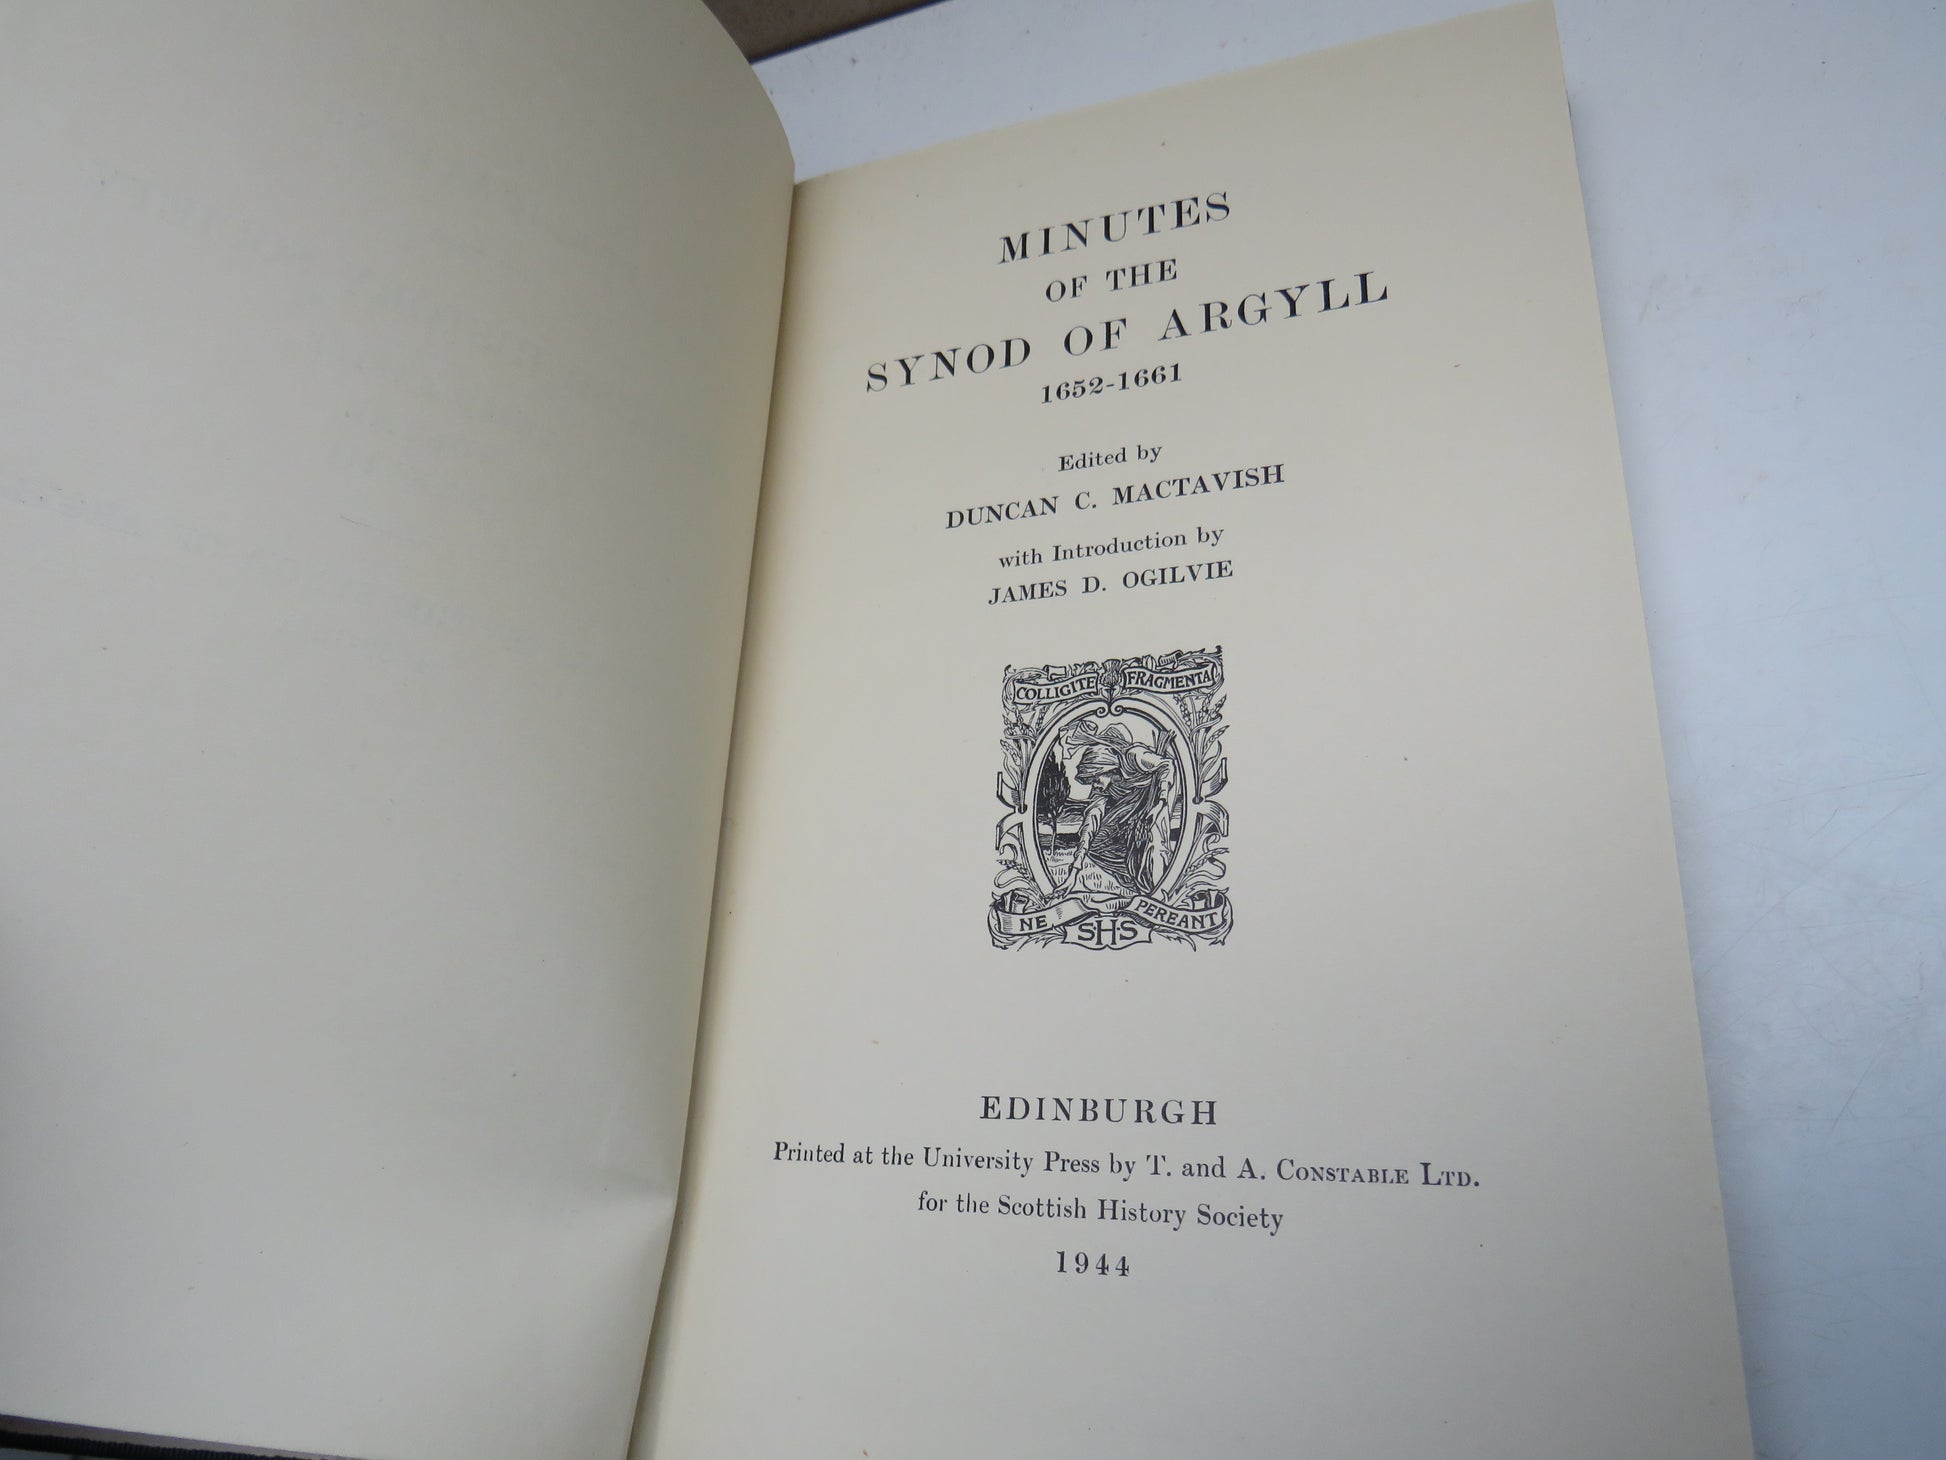 MINUTES
OF THE
SYNOD OF ARGYLL
1652-1661
Edited by
DUNCAN C. MACTAVISH
with Introduction by
JAMES D. OGILVIE
COLLIGITE FRAGMENTA
NE PEREANT
S·H·S
EDINBURGH
Printed at the University Press by T. and A. CONSTABLE LTD.
for the Scottish History Society
1944